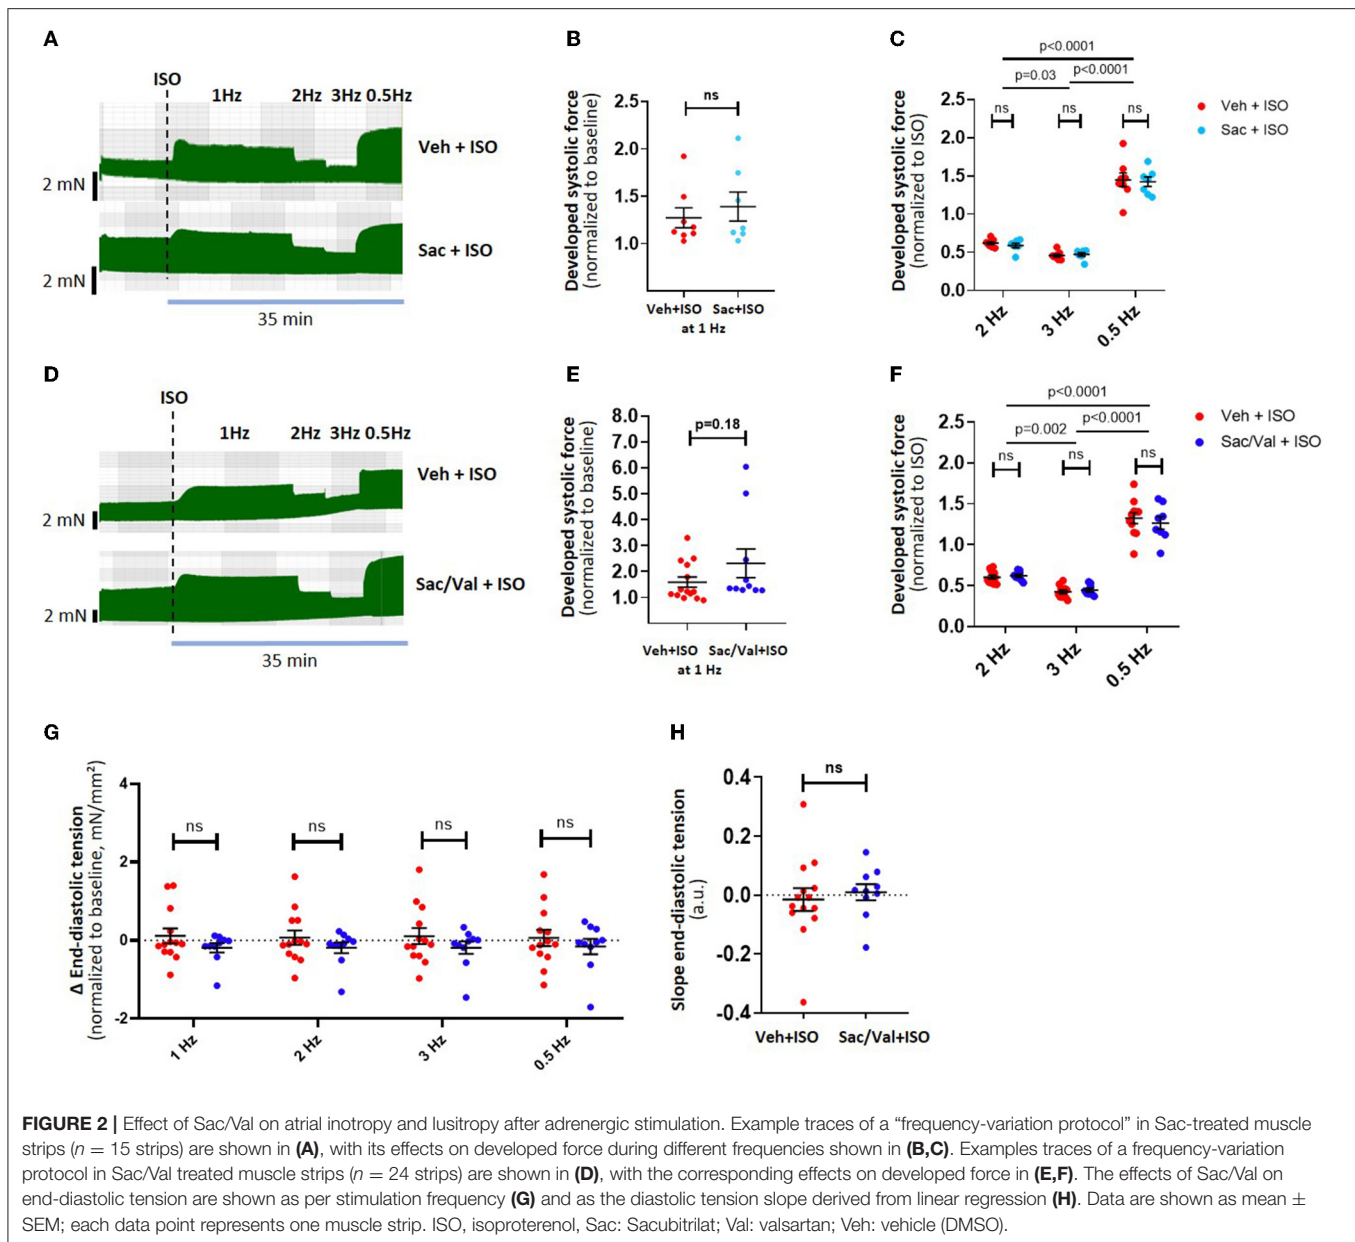 A
ISO
1Hz 2Hz 3Hz 0.5Hz
Veh + ISO
2 mN
Sac + ISO
2 mN
35 min
B
Developed systolic force
(normalized to baseline)
2.5
2.0
1.5
1.0
ns
Veh+ISO Sac+ISO
at 1 Hz
C
Developed systolic force
(normalized to ISO)
2.5
2.0
1.5
1.0
0.5
0.0
p<0.0001
p=0.03
p<0.0001
ns
ns
ns
2 Hz
3 Hz
0.5 Hz
Veh + ISO
Sac + ISO
D
ISO
1Hz 2Hz 3Hz 0.5Hz
Veh + ISO
2 mN
Sac/Val + ISO
2 mN
35 min
E
Developed systolic force
(normalized to baseline)
8.0
7.0
6.0
5.0
4.0
3.0
2.0
1.0
p=0.18
Veh+ISO Sac/Val+ISO
at 1 Hz
F
Developed systolic force
(normalized to ISO)
2.5
2.0
1.5
1.0
0.5
0.0
p<0.0001
p=0.002
p<0.0001
ns
ns
ns
2 Hz
3 Hz
0.5 Hz
Veh + ISO
Sac/Val + ISO
G
Δ End-diastolic tension
(normalized to baseline, mN/mm²)
4
2
0
-2
ns
ns
ns
ns
1 Hz
2 Hz
3 Hz
0.5 Hz
H
Slope end-diastolic tension
(a.u.)
0.4
0.2
0.0
-0.2
-0.4
ns
Veh+ISO Sac/Val+ISO
FIGURE 2 | Effect of Sac/Val on atrial inotropy and lusitropy after adrenergic stimulation. Example traces of a “frequency-variation protocol” in Sac-treated muscle
strips (n = 15 strips) are shown in (A), with its effects on developed force during different frequencies shown in (B,C). Examples traces of a frequency-variation
protocol in Sac/Val treated muscle strips (n = 24 strips) are shown in (D), with the corresponding effects on developed force in (E,F). The effects of Sac/Val on
end-diastolic tension are shown as per stimulation frequency (G) and as the diastolic tension slope derived from linear regression (H). Data are shown as mean ±
SEM; each data point represents one muscle strip. ISO, isoproterenol, Sac: Sacubitrilat; Val: valsartan; Veh: vehicle (DMSO).